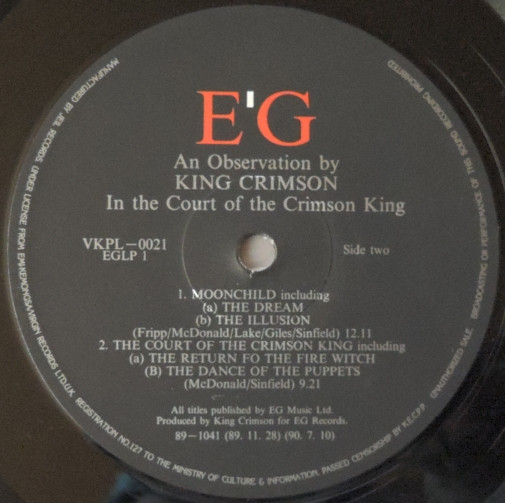 E'G
An Observation by
KING CRIMSON
In the Court of the Crimson King
VKPL-0021
EGLP 1
Side two
1. MOONCHILD including
(a) THE DREAM
(b) THE ILLUSION
(Fripp/McDonald/Lake/Giles/Sinfield) 12.11
2. THE COURT OF THE CRIMSON KING including
(a) THE RETURN FO THE FIRE WITCH
(B) THE DANCE OF THE PUPPETS
(McDonald/Sinfield) 9.21
All titles published by EG Music Ltd.
Produced by King Crimson for EG Records.
89-1041 (89. 11. 28) (90. 7. 10)
MANUFACTURED BY JEIL RECORDS UNDER LICENSE FROM RECORDS LTD.U.K. REGISTRATION NO.127 TO THE MINISTRY OF CULTURE & INFORMATION. PASSED CENSORSHIP BY K.E.C.P.P. SALE. BROADCASTING OR PERFORMANCE OF THE SOUND RECORDING PROHIBITED.